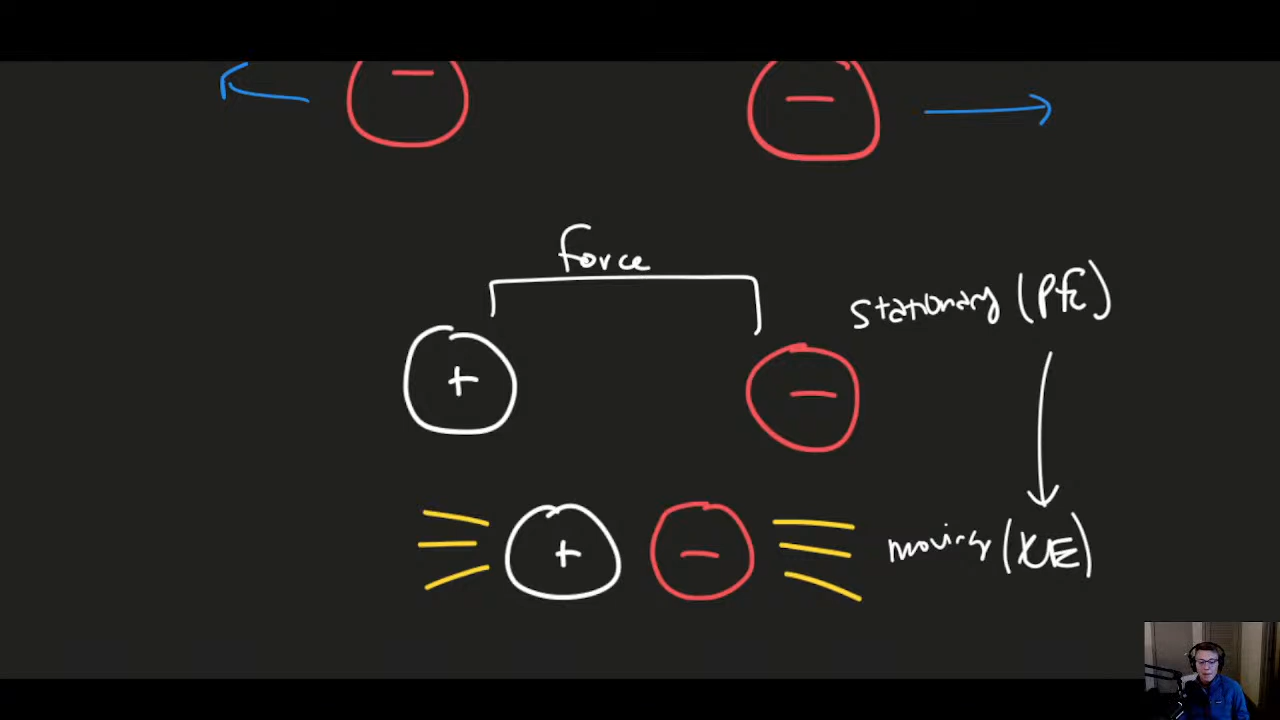 − −
force
stationary (PE)
+ −
+ −
moving (KE)